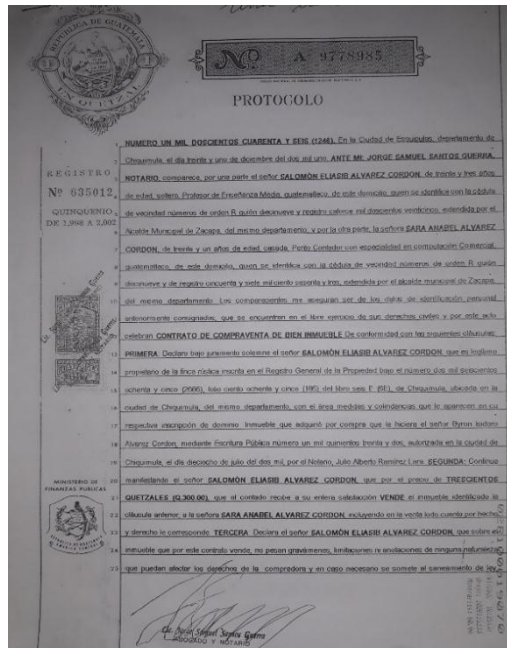 REPUBLICA DE GUATEMALA
UN QUETZAL
Nº A 9778985
PROTOCOLO
REGISTRO
Nº 635012
QUINQUENIO
DE 1,998 A 2,002
MINISTERIO DE
FINANZAS PUBLICAS
1 NUMERO UN MIL DOSCIENTOS CUARENTA Y SEIS (1246). En la Ciudad de Esquipulas, departamento de
2 Chiquimula, el día treinta y uno de diciembre del dos mil uno, ANTE MI: JORGE SAMUEL SANTOS GUERRA,
3 NOTARIO, comparece, por una parte el señor SALOMÓN ELIASIB ALVAREZ CORDON, de treinta y tres años
4 de edad, soltero, Profesor de Enseñanza Media, guatemalteco, de este domicilio, quien se identifica con la cédula
5 de vecindad números de orden R guión diecinueve y registro catorce mil doscientos veinticinco, extendida por el
6 Alcalde Municipal de Zacapa, del mismo departamento, y por la otra parte, la señora SARA ANABEL ALVAREZ
7 CORDON, de treinta y un años de edad, casada, Perito Contador con especialidad en computación Comercial,
8 guatemalteca, de este domicilio, quien se identifica con la cédula de vecindad números de orden R guión
9 diecinueve y de registro cincuenta y siete mil ciento sesenta y tres, extendida por el alcalde municipal de Zacapa,
10 del mismo departamento. Los comparecientes me aseguran ser de los datos de identificación personal
11 anteriormente consignados, que se encuentran en el libre ejercicio de sus derechos civiles y por este acto
12 celebran CONTRATO DE COMPRAVENTA DE BIEN INMUEBLE De conformidad con las siguientes cláusulas:
13 PRIMERA: Declara bajo juramento solemne el señor SALOMÓN ELIASIB ALVAREZ CORDON, que es legítimo
14 propietario de la finca rústica inscrita en el Registro General de la Propiedad bajo el número dos mil seiscientos
15 ochenta y cinco (2685), folio ciento ochenta y cinco (185) del libro seis E (6E), de Chiquimula, ubicada en la
16 ciudad de Chiquimula, del mismo departamento, con el área medidas y colindancias que le aparecen en su
17 respectiva inscripción de dominio. Inmueble que adquirió por compra que le hiciera el señor Byron Isidoro
18 Alvarez Cordon, mediante Escritura Pública número un mil quinientos treinta y dos, autorizada en la ciudad de
19 Chiquimula, el día dieciocho de julio del dos mil, por el Notario, Julio Alberto Ramírez Lara. SEGUNDA: Continúa
20 manifestando el señor SALOMÓN ELIASIB ALVAREZ CORDON, que por el precio de TRESCIENTOS
21 QUETZALES (Q.300.00), que al contado recibe a su entera satisfacción VENDE el inmueble identificado la
22 cláusula anterior, a la señora SARA ANABEL ALVAREZ CORDON, incluyendo en la venta todo cuanto por hecho
23 y derecho le corresponde. TERCERA. Declara el señor SALOMÓN ELIASIB ALVAREZ CORDON, que sobre el
24 inmueble que por este contrato vende, no pesan gravámenes, limitaciones ni anotaciones de ninguna naturaleza
25 que puedan afectar los derechos de la compradora y en caso necesario se somete al saneamiento de ley.
Lic. Jorge Samuel Santos Guerra
ABOGADO Y NOTARIO